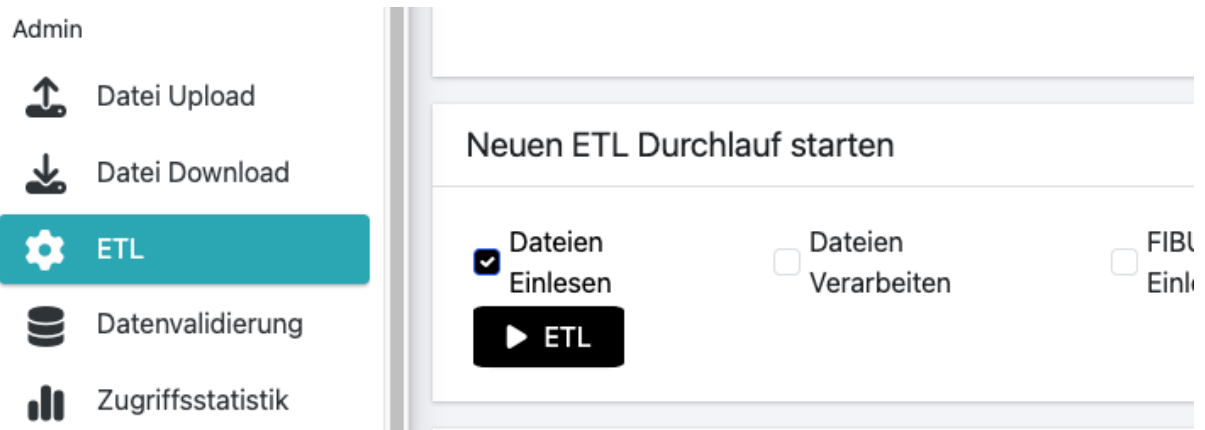 Admin
Datei Upload
Datei Download
ETL
Datenvalidierung
Zugriffsstatistik
Neuen ETL Durchlauf starten
Dateien
Einlesen
Dateien
Verarbeiten
ETL